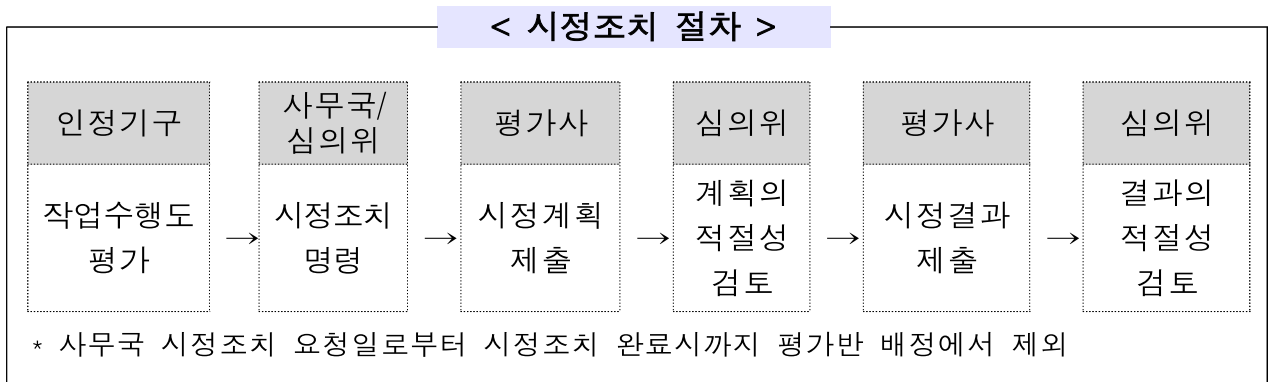 < 시정조치 절차 >
인정기구
작업수행도
평가
→
사무국/
심의위
시정조치
명령
→
평가사
시정계획
제출
→
심의위
계획의
적절성
검토
→
평가사
시정결과
제출
→
심의위
결과의
적절성
검토
* 사무국 시정조치 요청일로부터 시정조치 완료시까지 평가반 배정에서 제외